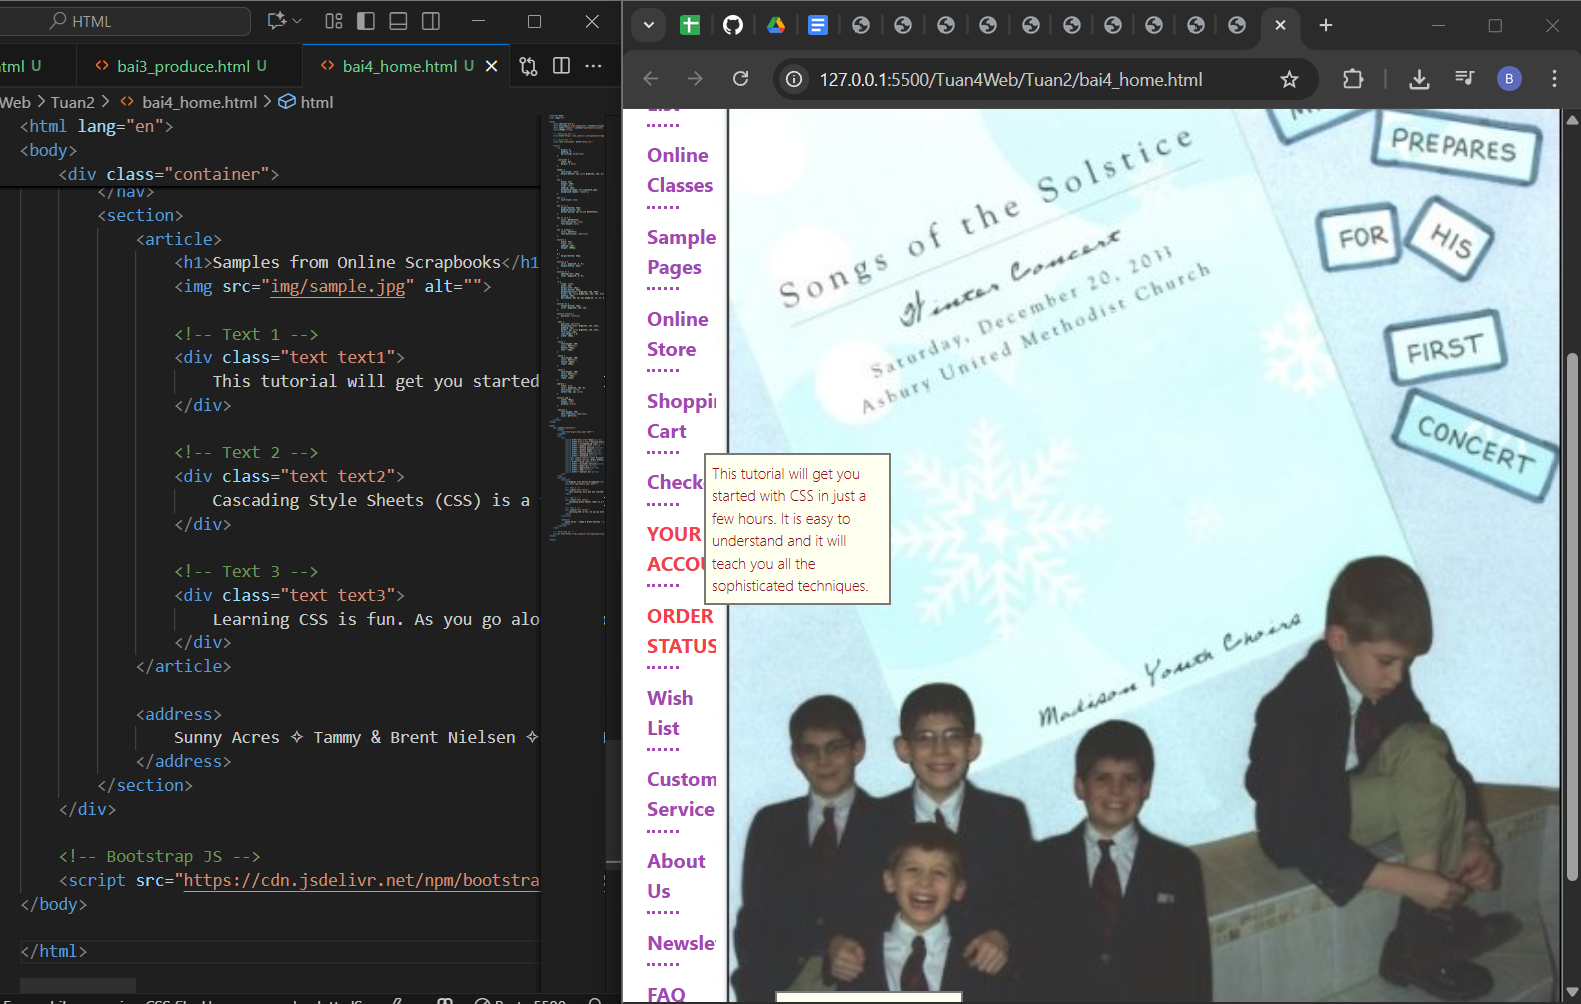 HTML
tml U
bai3_produce.html U
bai4_home.html U
Web > Tuan2 > bai4_home.html > html
<html lang="en">
<body>
<div class="container">
</nav>
<section>
<article>
<h1>Samples from Online Scrapbooks</h1
<img src="img/sample.jpg" alt="">
<!-- Text 1 -->
<div class="text text1">
This tutorial will get you started
</div>
<!-- Text 2 -->
<div class="text text2">
Cascading Style Sheets (CSS) is a
</div>
<!-- Text 3 -->
<div class="text text3">
Learning CSS is fun. As you go alo
</div>
</article>
<address>
Sunny Acres ✧ Tammy & Brent Nielsen ✧
</address>
</section>
</div>
<!-- Bootstrap JS -->
<script src="https://cdn.jsdelivr.net/npm/bootstra
</body>
</html>
127.0.0.1:5500/Tuan4Web/Tuan2/bai4_home.html
B
Online
Classes
Sample
Pages
Online
Store
Shoppi
Cart
Check
YOUR
ACCOU
ORDER
STATUS
Wish
List
Custom
Service
About
Us
Newsle
FAQ
This tutorial will get you
started with CSS in just a
few hours. It is easy to
understand and it will
teach you all the
sophisticated techniques.
Songs of the Solstice
Winter Concert
Saturday, December 20, 2011
Asbury United Methodist Church
Madison Youth Choirs
PREPARES
FOR
HIS
FIRST
CONCERT